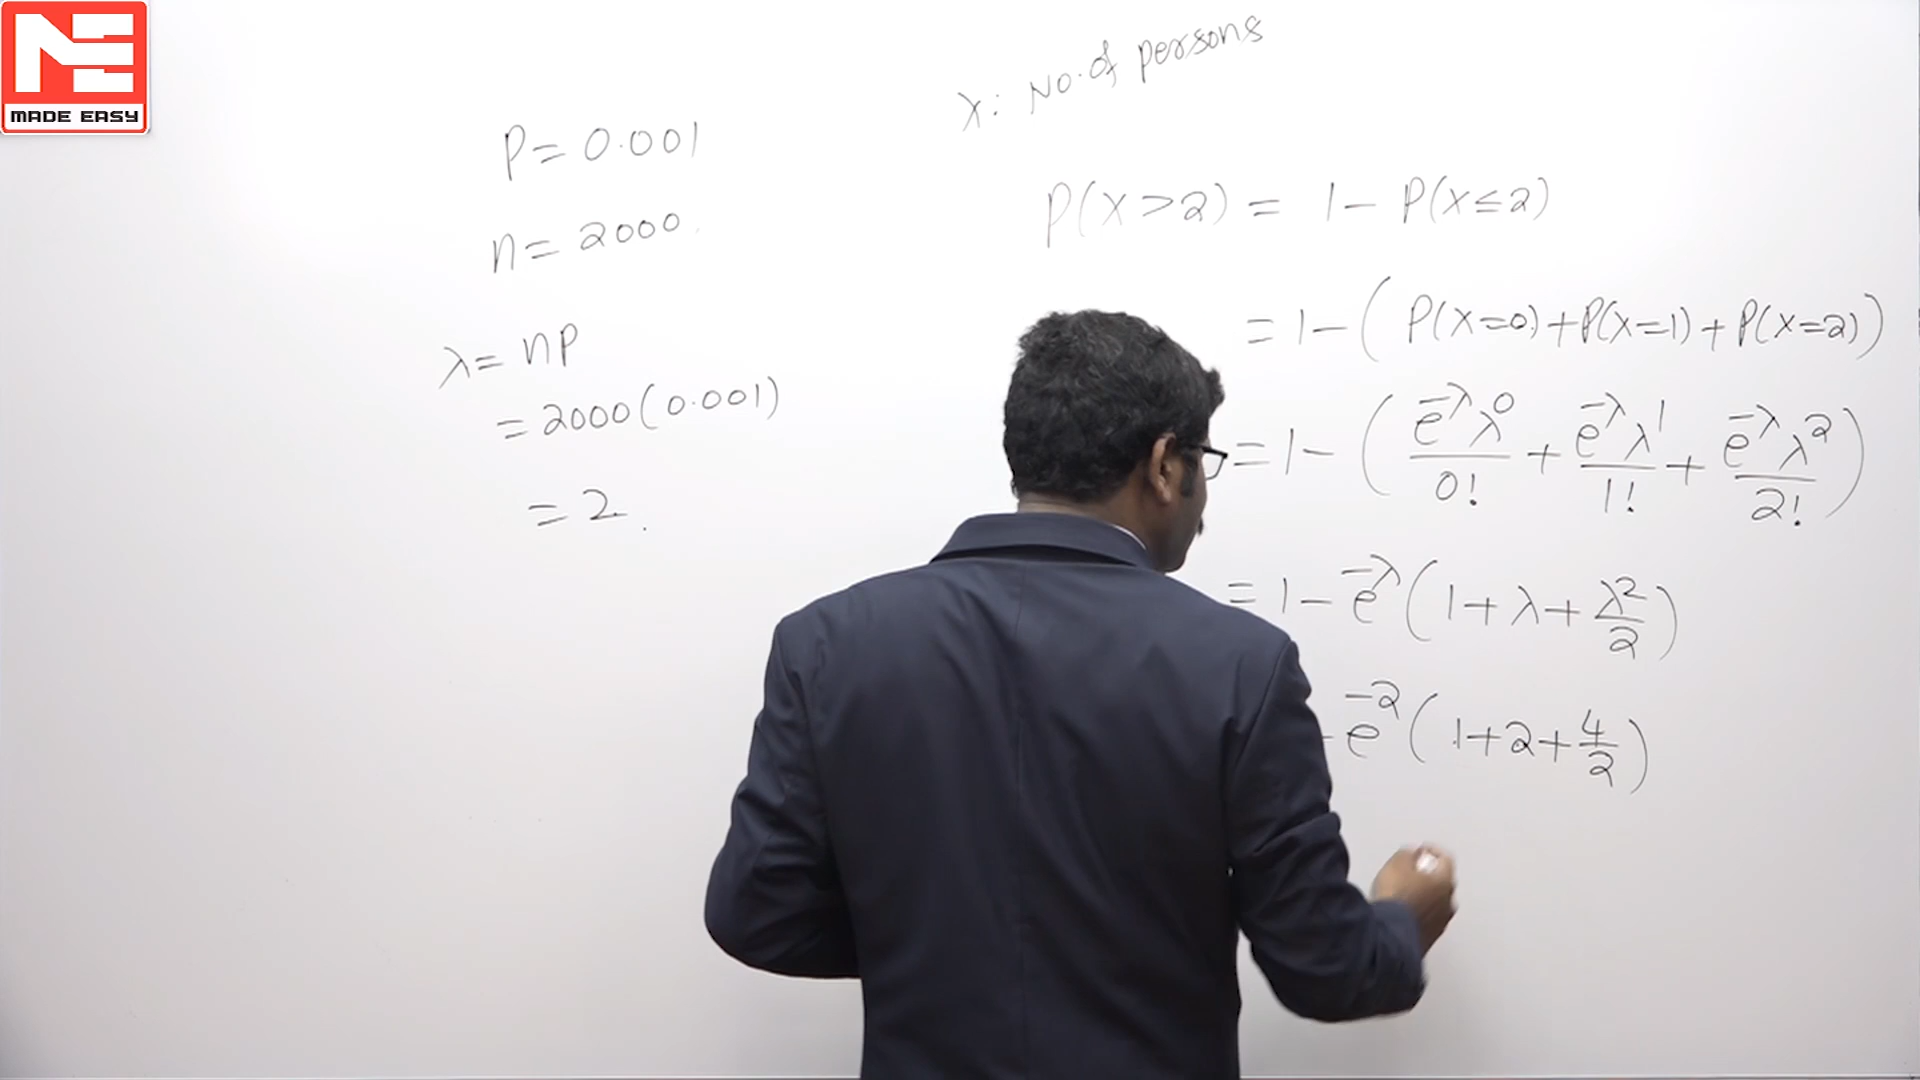 MADE EASY
P = 0.001
n = 2000
λ = np
= 2000(0.001)
= 2.
X: No. of persons
P(X>2) = 1 - P(X≤2)
= 1 - (P(X=0) + P(X=1) + P(X=2))
= 1 - (e^-λ λ^0/0! + e^-λ λ^1/1! + e^-λ λ^2/2!)
= 1 - e^-λ (1 + λ + λ^2/2)
- e^-2 (1 + 2 + 4/2)